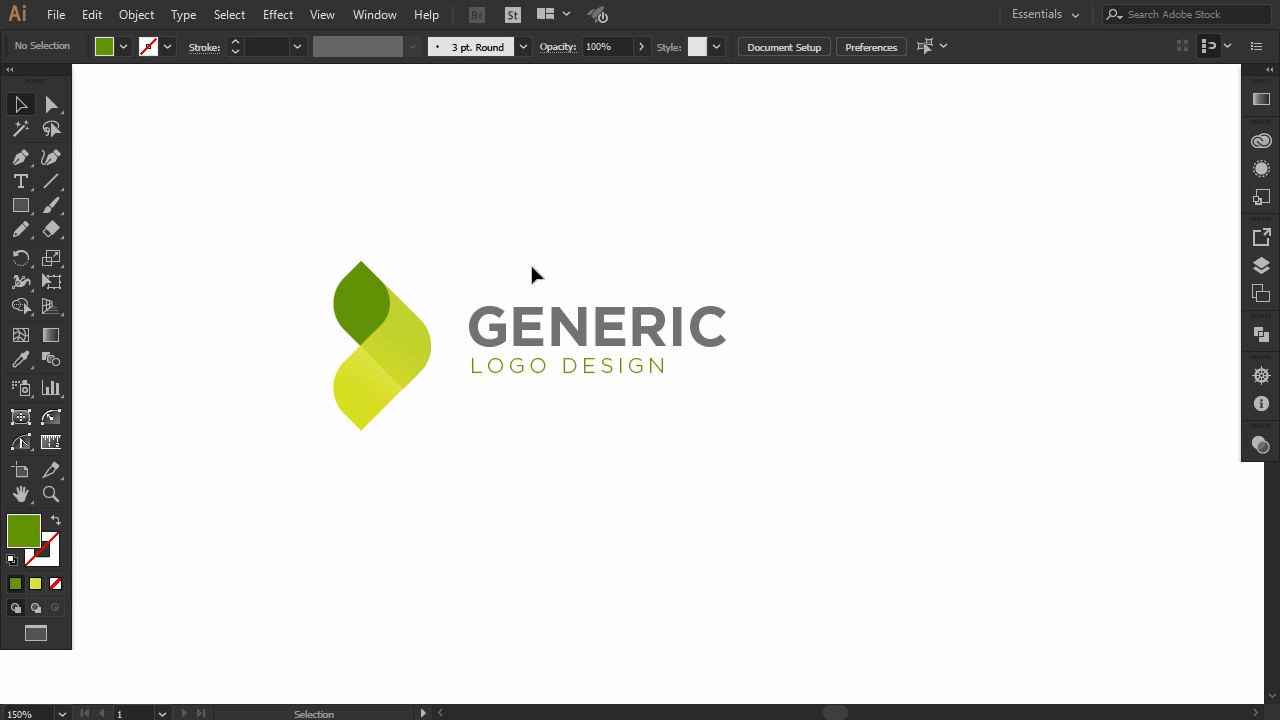 Ai File Edit Object Type Select Effect View Window Help Br St Essentials Search Adobe Stock
No Selection Stroke: 3 pt. Round Opacity: 100% Style: Document Setup Preferences
GENERIC
LOGO DESIGN
150% 1 Selection